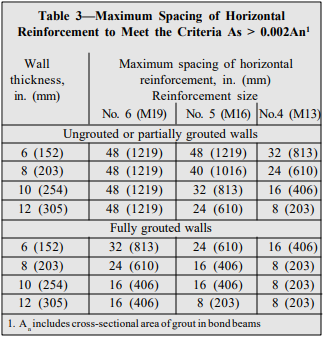 Table 3—Maximum Spacing of Horizontal
Reinforcement to Meet the Criteria As > 0.002An¹
Wall thickness, in. (mm) Maximum spacing of horizontal reinforcement, in. (mm)
Reinforcement size
No. 6 (M19) No. 5 (M16) No.4 (M13)
Ungrouted or partially grouted walls
6 (152) 48 (1219) 48 (1219) 32 (813)
8 (203) 48 (1219) 40 (1016) 24 (610)
10 (254) 48 (1219) 32 (813) 16 (406)
12 (305) 48 (1219) 24 (610) 8 (203)
Fully grouted walls
6 (152) 32 (813) 24 (610) 16 (406)
8 (203) 24 (610) 16 (406) 8 (203)
10 (254) 16 (406) 16 (406) 8 (203)
12 (305) 16 (406) 8 (203) 8 (203)
1. Aₙ includes cross-sectional area of grout in bond beams